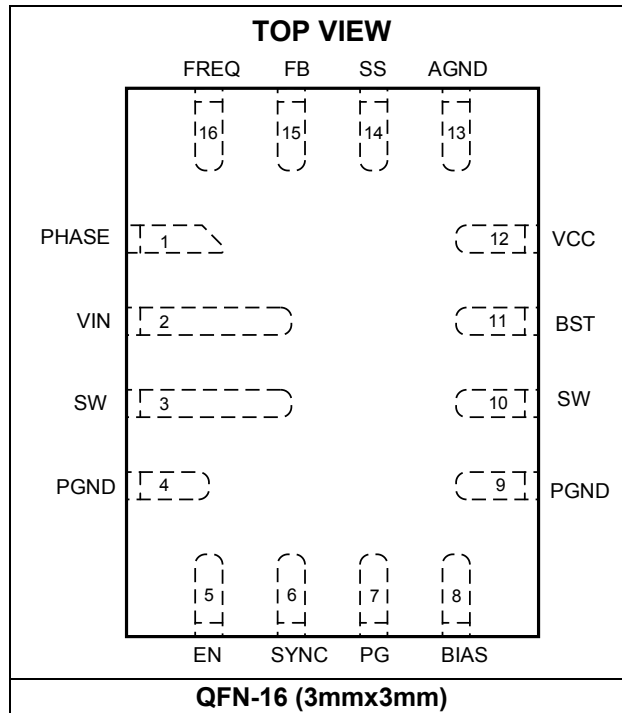 TOP VIEW
FREQ FB SS AGND
16 15 14 13
PHASE 1 12 VCC
VIN 2 11 BST
SW 3 10 SW
PGND 4 9 PGND
5 6 7 8
EN SYNC PG BIAS
QFN-16 (3mmx3mm)